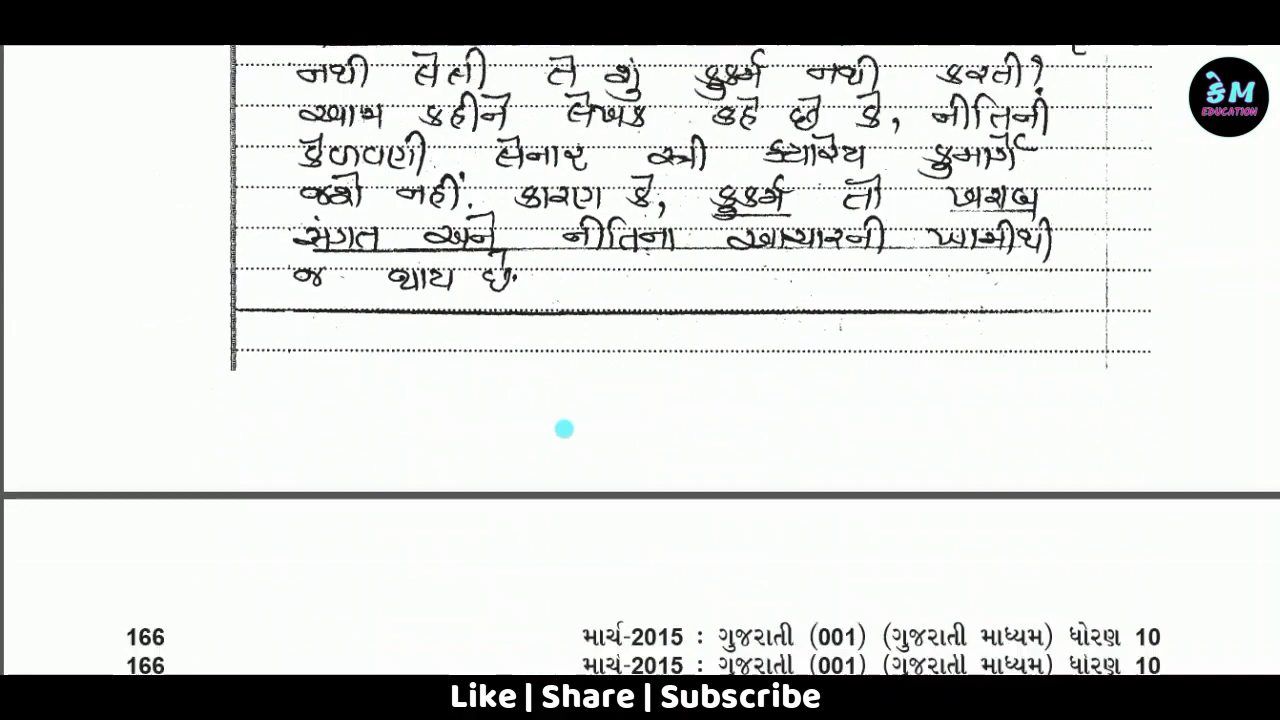 નથી લેતી તે શું કુકર્મ નથી કરતી?
આમ કહીને લેખક કહે છે કે, નીતિની
કેળવણી લેનાર સ્ત્રી ક્યારેય કુમાર્ગે
જશે નહીં. કારણ કે, કુકર્મ તો ખરાબ
સંગત અને નીતિના આચારની ખામીથી
જ થાય છે.
કેM
EDUCATION
166 માર્ચ-2015 : ગુજરાતી (001) (ગુજરાતી માધ્યમ) ધોરણ 10
166 માર્ચ-2015 : ગુજરાતી (001) (ગુજરાતી માધ્યમ) ધોરણ 10
Like | Share | Subscribe